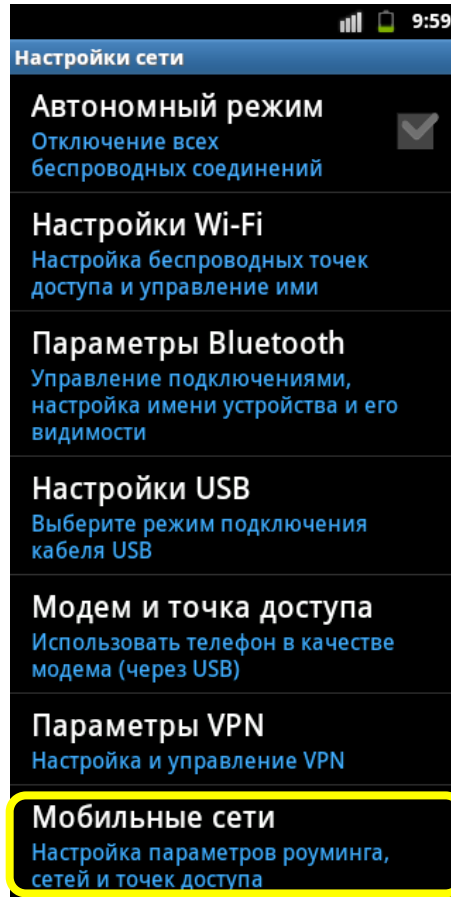 9:59
Настройки сети
Автономный режим
Отключение всех
беспроводных соединений
Настройки Wi-Fi
Настройка беспроводных точек
доступа и управление ими
Параметры Bluetooth
Управление подключениями,
настройка имени устройства и его
видимости
Настройки USB
Выберите режим подключения
кабеля USB
Модем и точка доступа
Использовать телефон в качестве
модема (через USB)
Параметры VPN
Настройка и управление VPN
Мобильные сети
Настройка параметров роуминга,
сетей и точек доступа